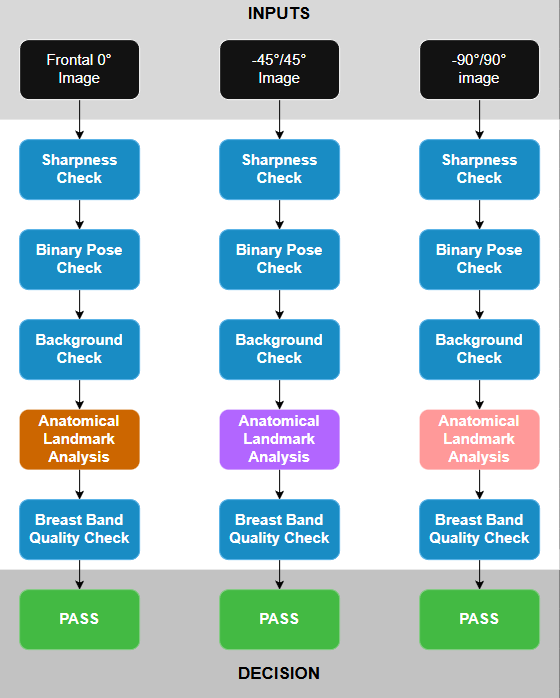 INPUTS
Frontal 0°
Image
-45°/45°
Image
-90°/90°
image
Sharpness
Check
Sharpness
Check
Sharpness
Check
Binary Pose
Check
Binary Pose
Check
Binary Pose
Check
Background
Check
Background
Check
Background
Check
Anatomical
Landmark
Analysis
Anatomical
Landmark
Analysis
Anatomical
Landmark
Analysis
Breast Band
Quality Check
Breast Band
Quality Check
Breast Band
Quality Check
PASS
PASS
PASS
DECISION